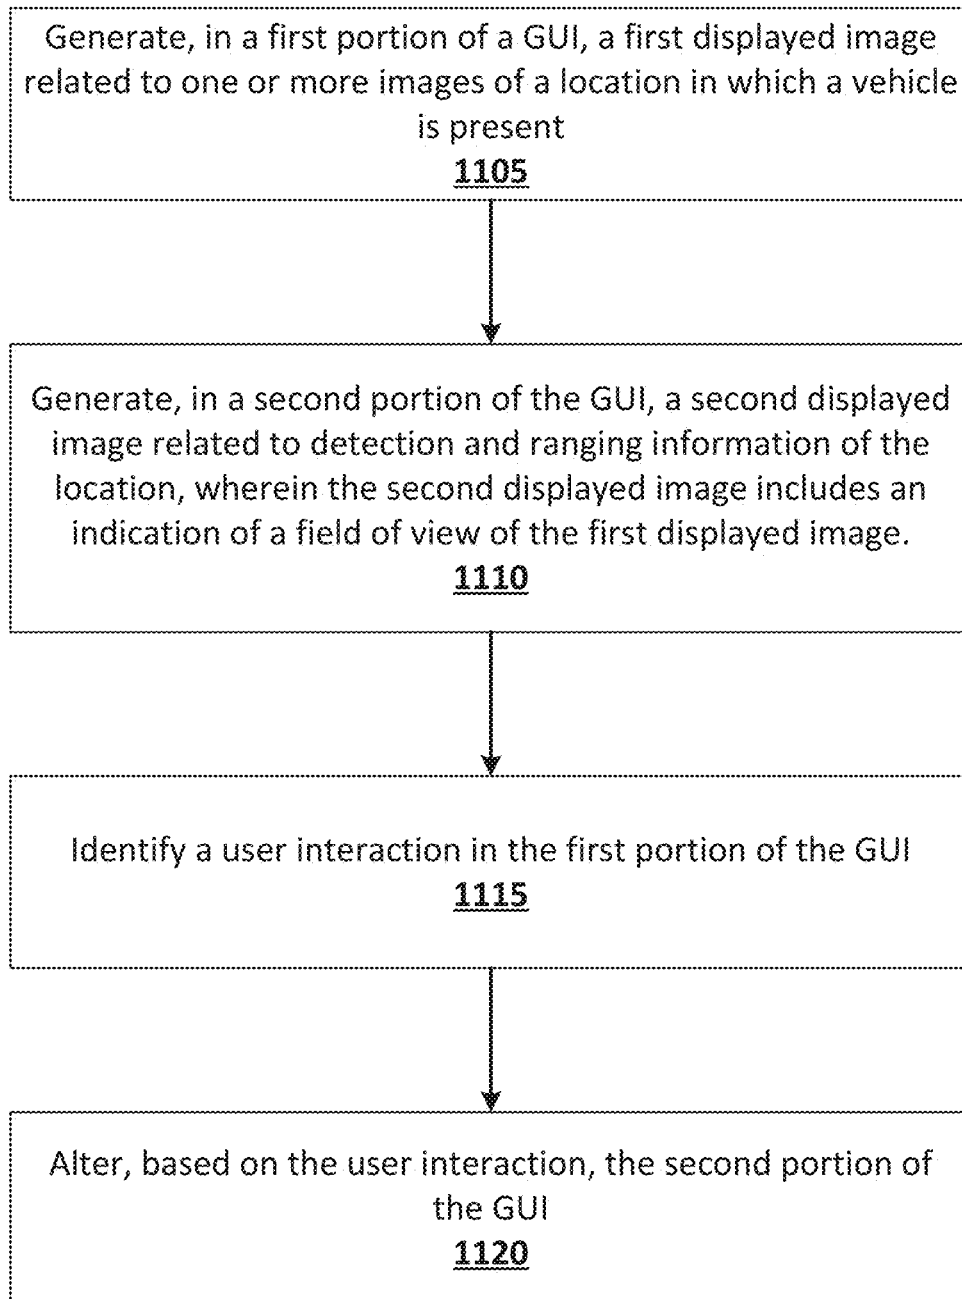 Generate, in a first portion of a GUI, a first displayed image
related to one or more images of a location in which a vehicle
is present
1105
Generate, in a second portion of the GUI, a second displayed
image related to detection and ranging information of the
location, wherein the second displayed image includes an
indication of a field of view of the first displayed image.
1110
Identify a user interaction in the first portion of the GUI
1115
Alter, based on the user interaction, the second portion of
the GUI
1120